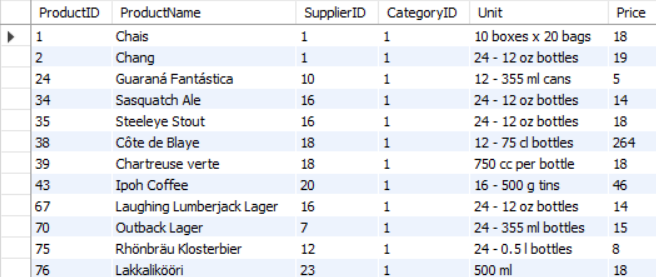 ProductID ProductName SupplierID CategoryID Unit Price
1 Chais 1 1 10 boxes x 20 bags 18
2 Chang 1 1 24 - 12 oz bottles 19
24 Guaraná Fantástica 10 1 12 - 355 ml cans 5
34 Sasquatch Ale 16 1 24 - 12 oz bottles 14
35 Steeleye Stout 16 1 24 - 12 oz bottles 18
38 Côte de Blaye 18 1 12 - 75 cl bottles 264
39 Chartreuse verte 18 1 750 cc per bottle 18
43 Ipoh Coffee 20 1 16 - 500 g tins 46
67 Laughing Lumberjack Lager 16 1 24 - 12 oz bottles 14
70 Outback Lager 7 1 24 - 355 ml bottles 15
75 Rhönbräu Klosterbier 12 1 24 - 0.5 l bottles 8
76 Lakkalikööri 23 1 500 ml 18